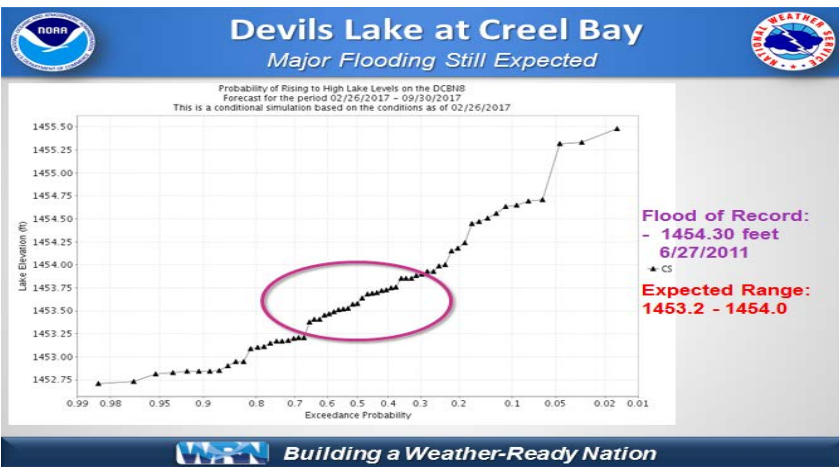 NOAA
Devils Lake at Creel Bay
Major Flooding Still Expected
NATIONAL WEATHER SERVICE
Probability of Rising to High Lake Levels on the DCBN8
Forecast for the period 02/26/2017 - 09/30/2017
This is a conditional simulation based on the conditions as of 02/26/2017
1455.50
1455.25
1455.00
1454.75
1454.50
1454.25
1454.00
1453.75
1453.50
1453.25
1453.00
1452.75
Lake Elevation (ft)
0.99 0.98 0.95 0.9 0.8 0.7 0.6 0.5 0.4 0.3 0.2 0.1 0.05 0.02 0.01
Exceedance Probability
Flood of Record:
- 1454.30 feet
6/27/2011
CS
Expected Range:
1453.2 - 1454.0
WRN Building a Weather-Ready Nation